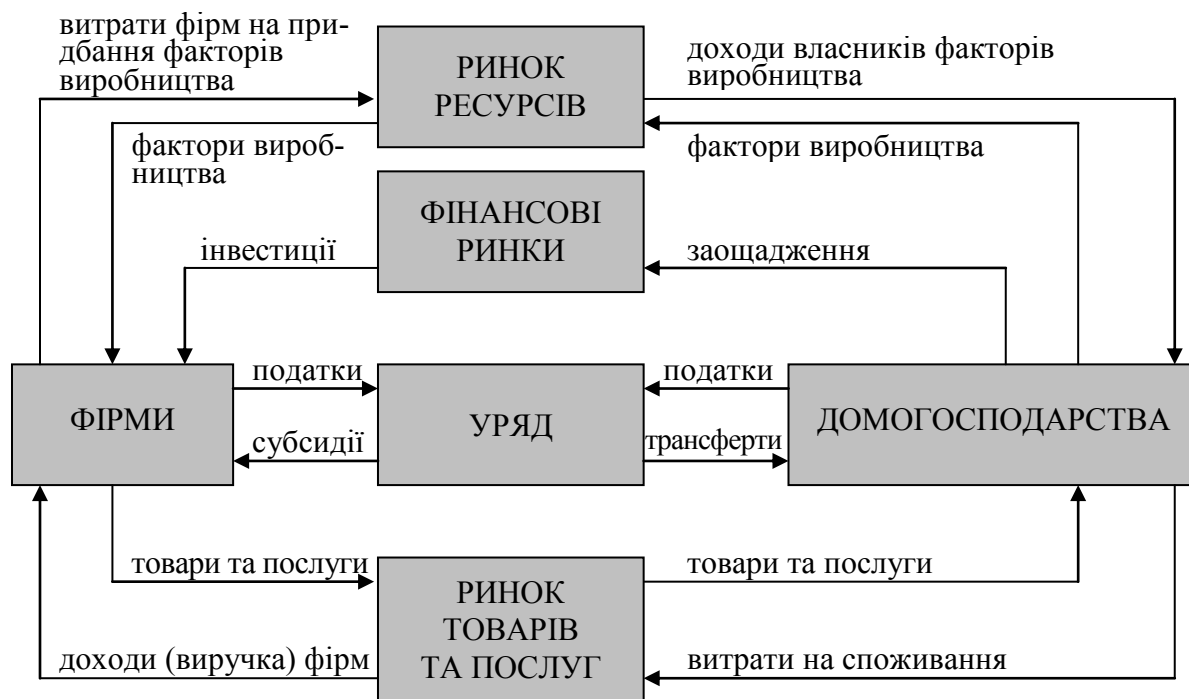 витрати фірм на при-
дбання факторів
виробництва
РИНОК
РЕСУРСІВ
доходи власників факторів
виробництва
фактори вироб-
ництва
фактори виробництва
ФІНАНСОВІ
РИНКИ
інвестиції
заощадження
ФІРМИ
податки
УРЯД
податки
ДОМОГОСПОДАРСТВА
субсидії
трансферти
товари та послуги
РИНОК
ТОВАРІВ
ТА ПОСЛУГ
товари та послуги
доходи (виручка) фірм
витрати на споживання